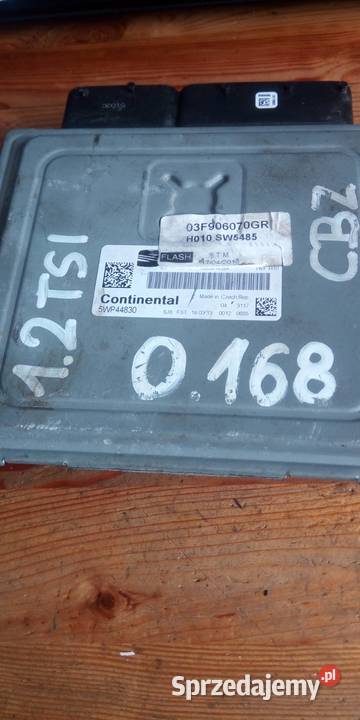 03F906070GR
H010 SW5485
FLASH
S.T.M
Continental
5WP44830
Made in Czech Rep.
1.2 TSI
CBZ
0.168
Sprzedajemy.pl